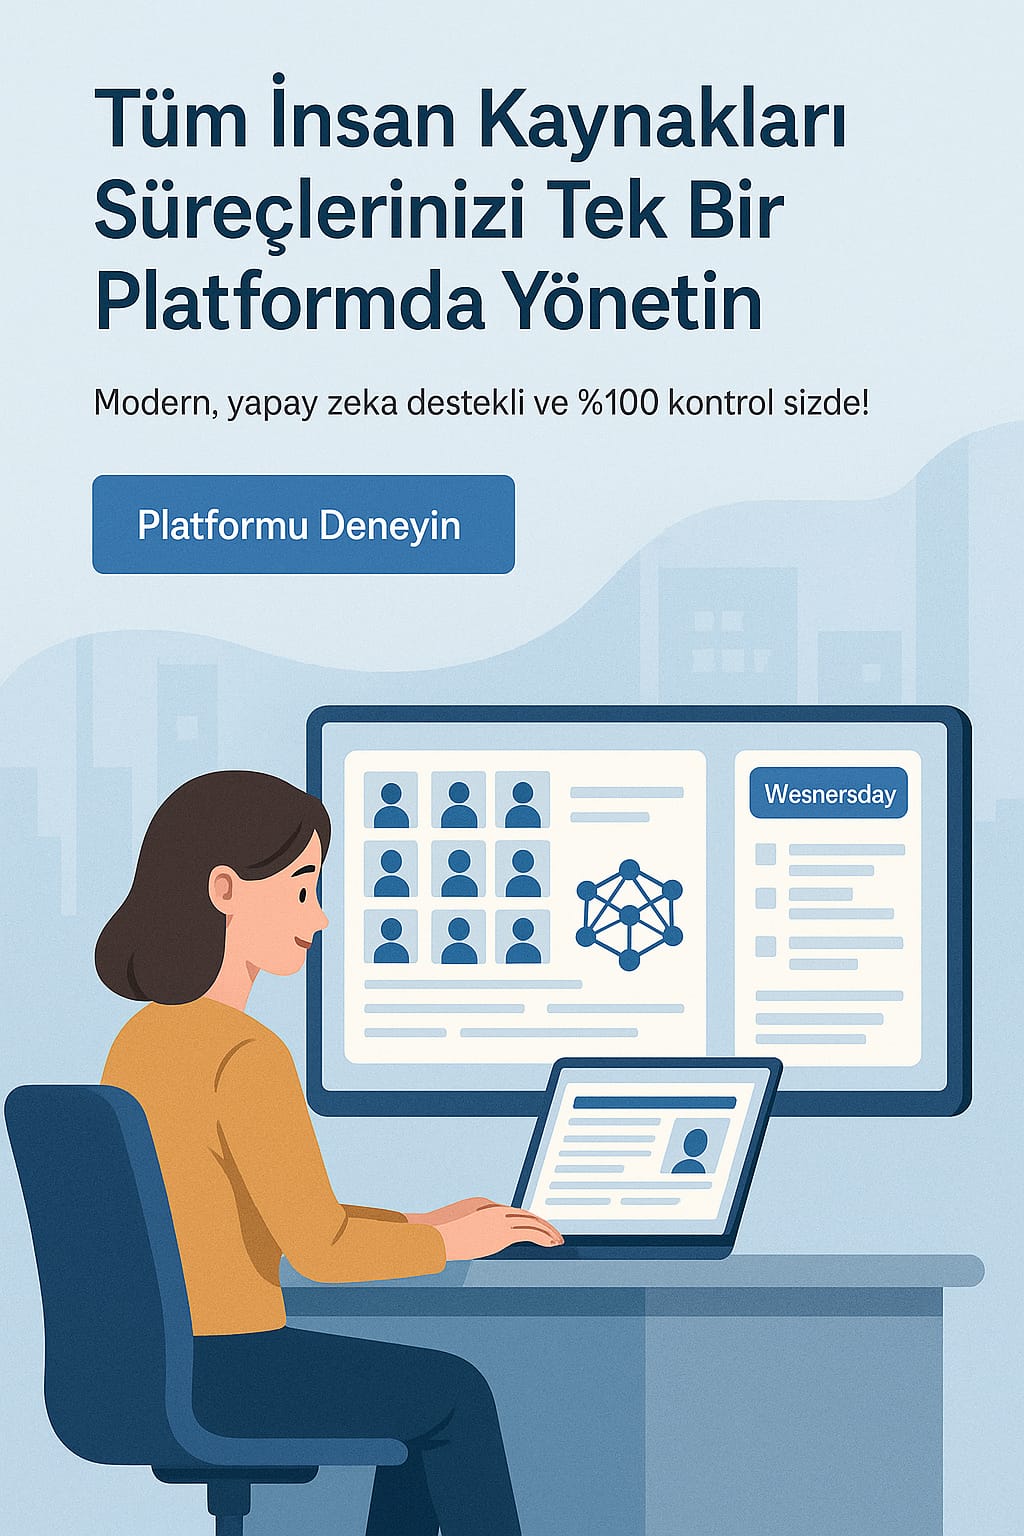 Tüm İnsan Kaynakları
Süreçlerinizi Tek Bir
Platformda Yönetin
Modern, yapay zeka destekli ve %100 kontrol sizde!
Platformu Deneyin
Wesnersday